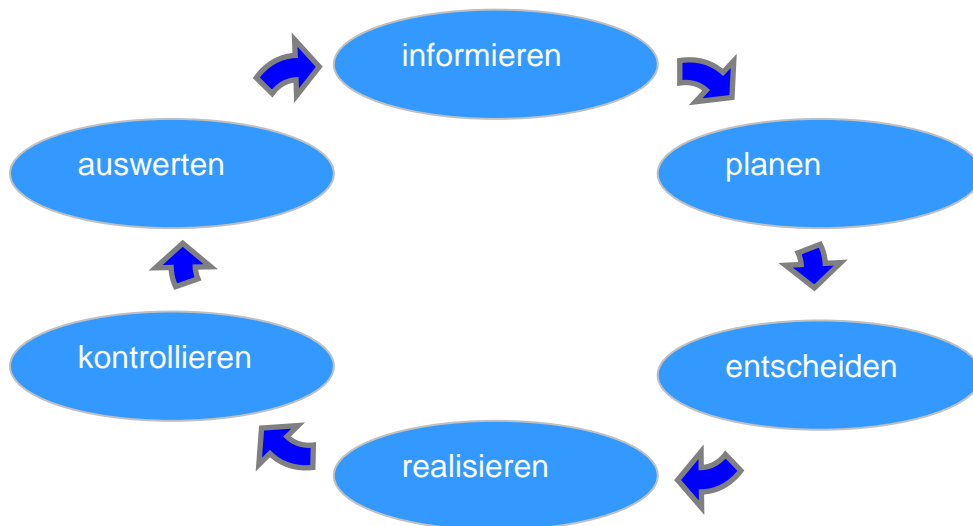 informieren
planen
entscheiden
realisieren
kontrollieren
auswerten